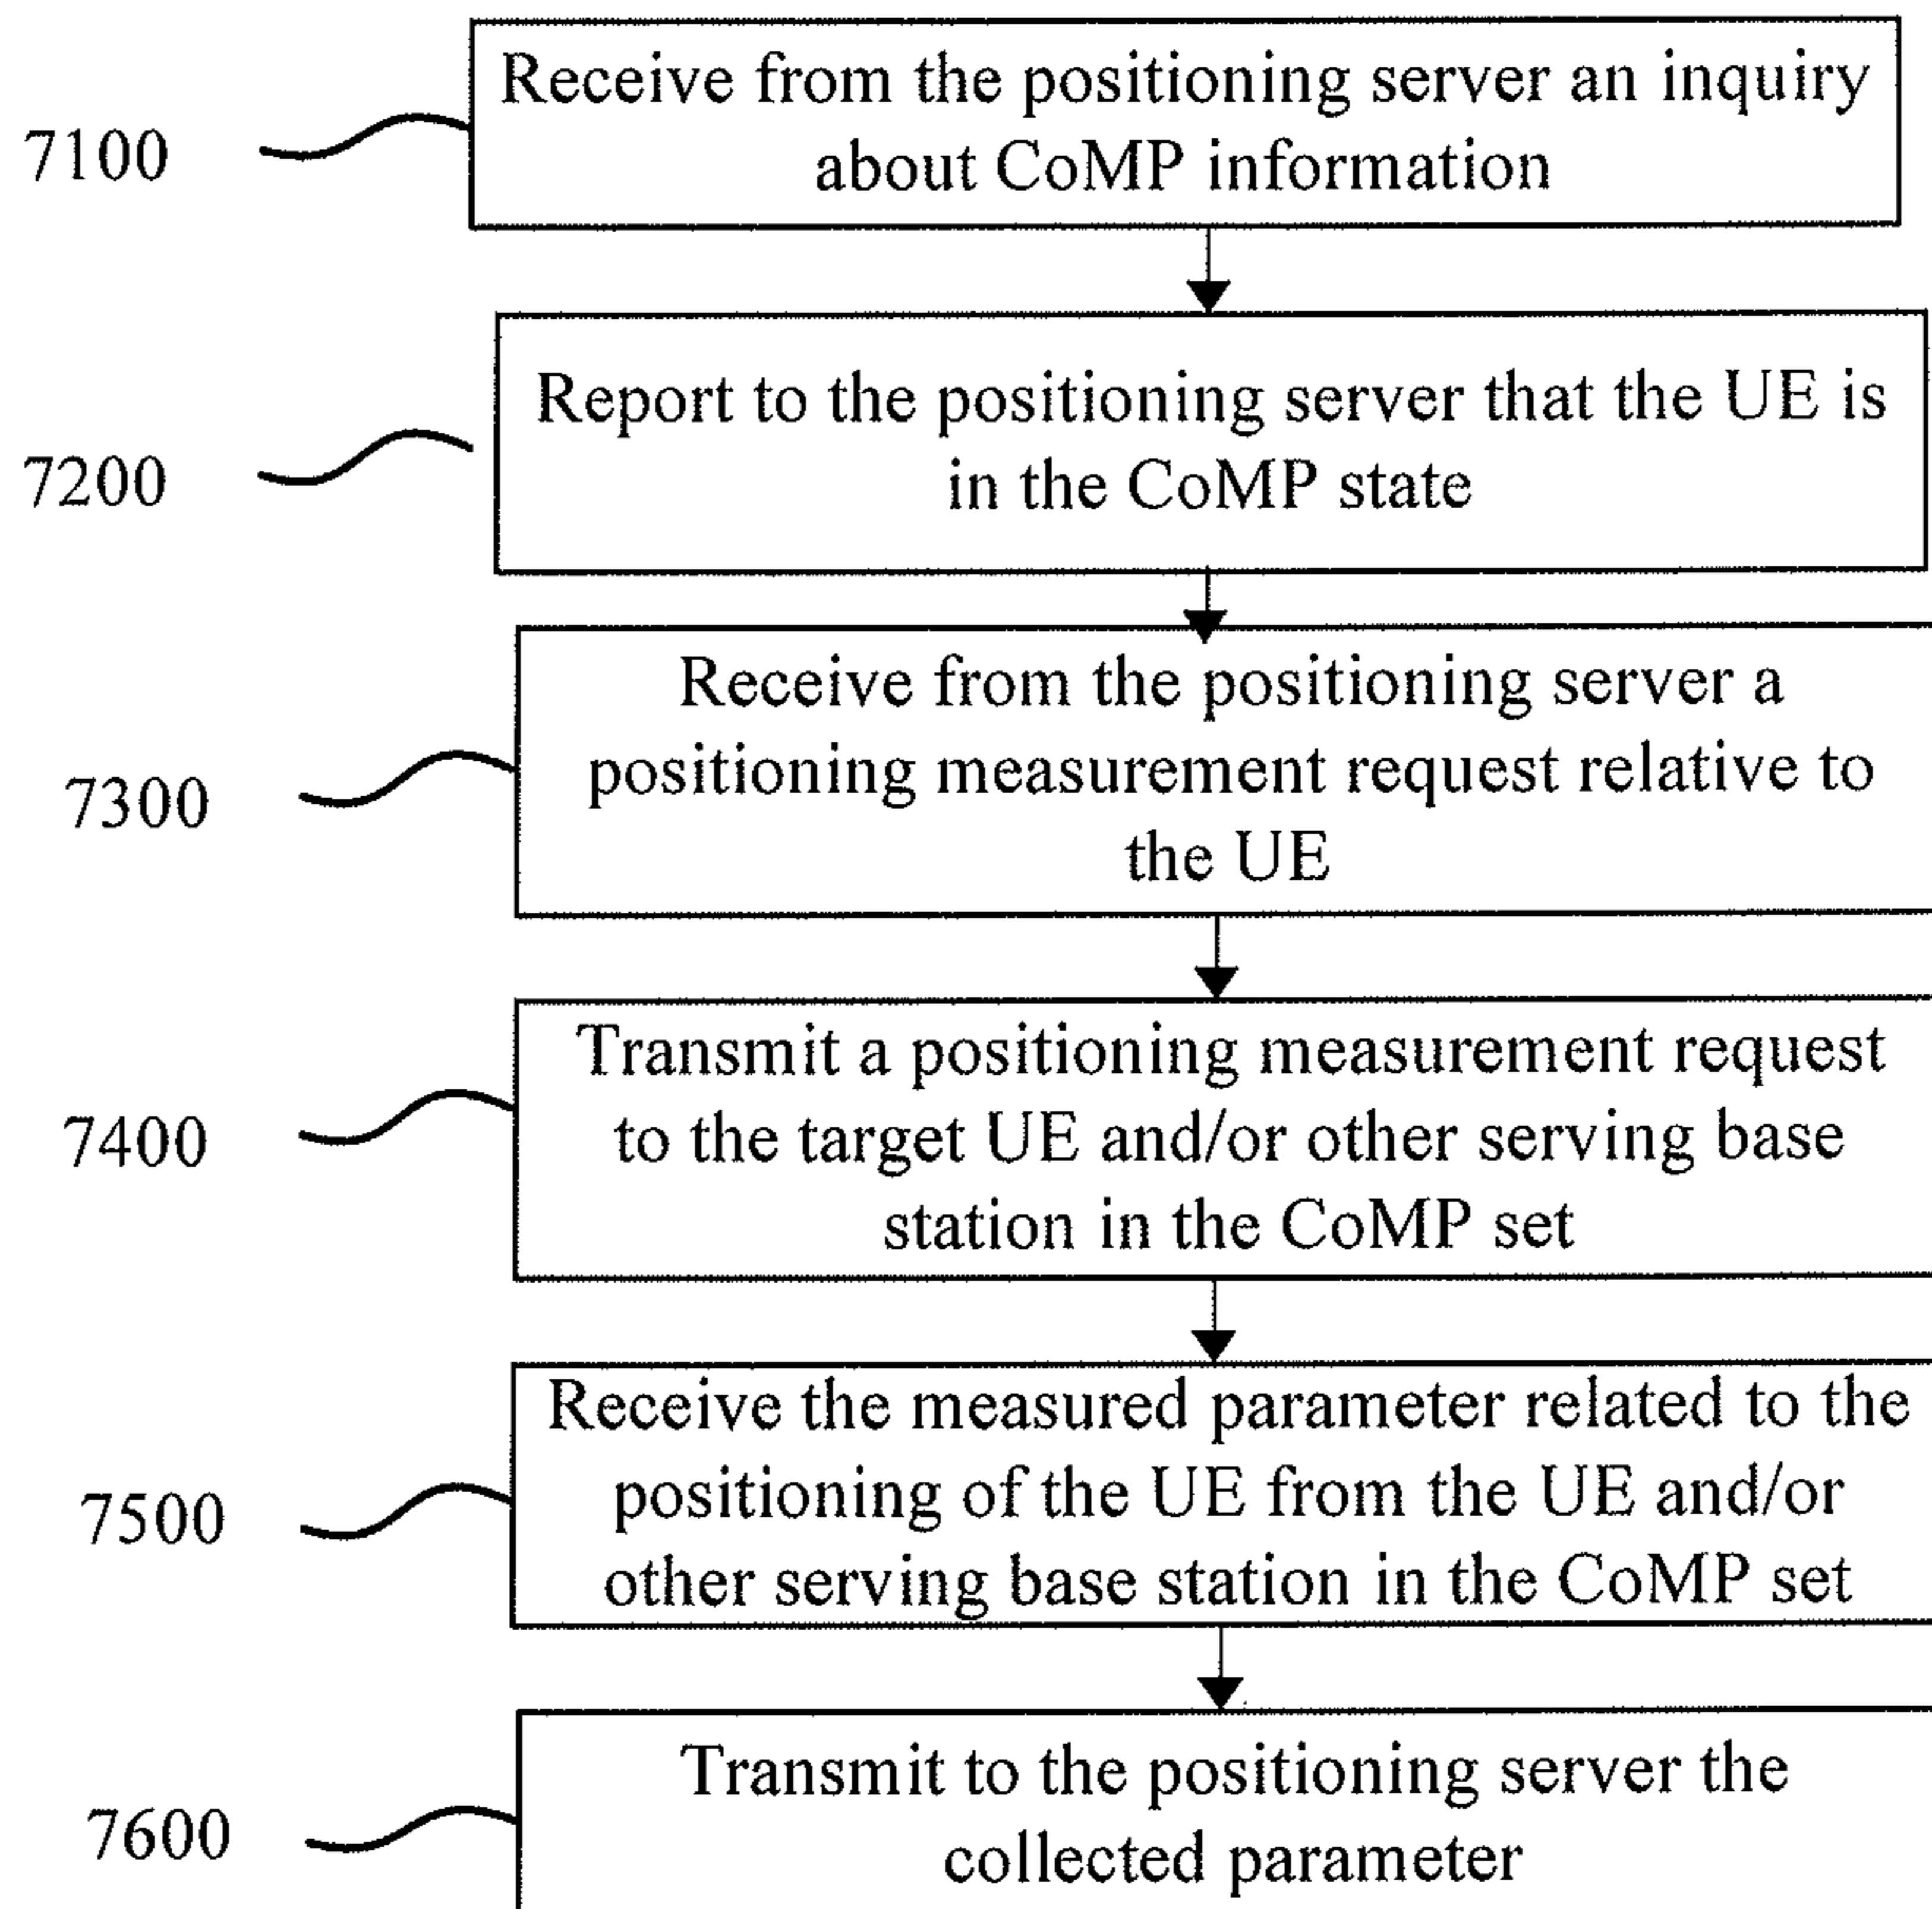 Receive from the positioning server an inquiry
about CoMP information
7100
Report to the positioning server that the UE is
in the CoMP state
7200
Receive from the positioning server a
positioning measurement request relative to
the UE
7300
Transmit a positioning measurement request
to the target UE and/or other serving base
station in the CoMP set
7400
Receive the measured parameter related to the
positioning of the UE from the UE and/or
other serving base station in the CoMP set
7500
Transmit to the positioning server the
collected parameter
7600